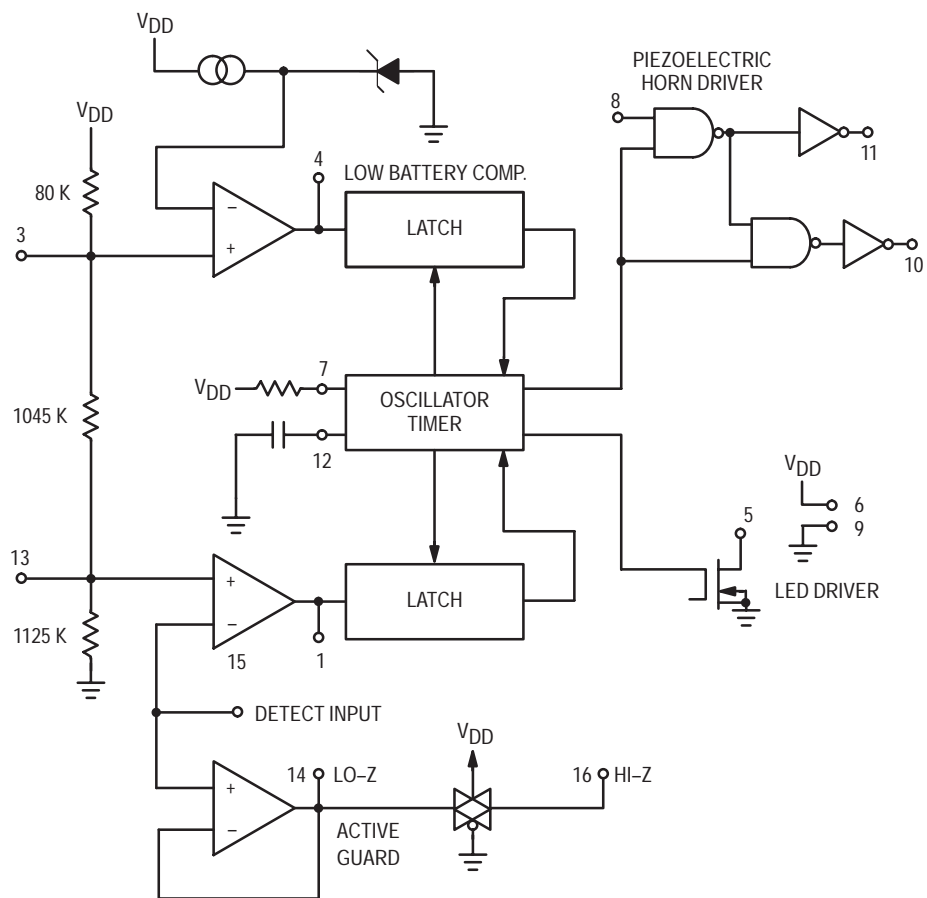 VDD
PIEZOELECTRIC
HORN DRIVER
8
11
10
VDD
80 K
3
4
LOW BATTERY COMP.
LATCH
−
+
7
VDD
OSCILLATOR
TIMER
12
1045 K
VDD
6
9
5
LED DRIVER
13
+
−
LATCH
1125 K
15
1
DETECT INPUT
VDD
14
LO–Z
16
HI–Z
+
−
ACTIVE
GUARD